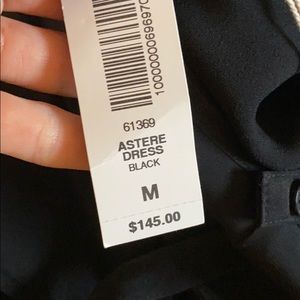 61369
ASTERE
DRESS
BLACK
M
$145.00